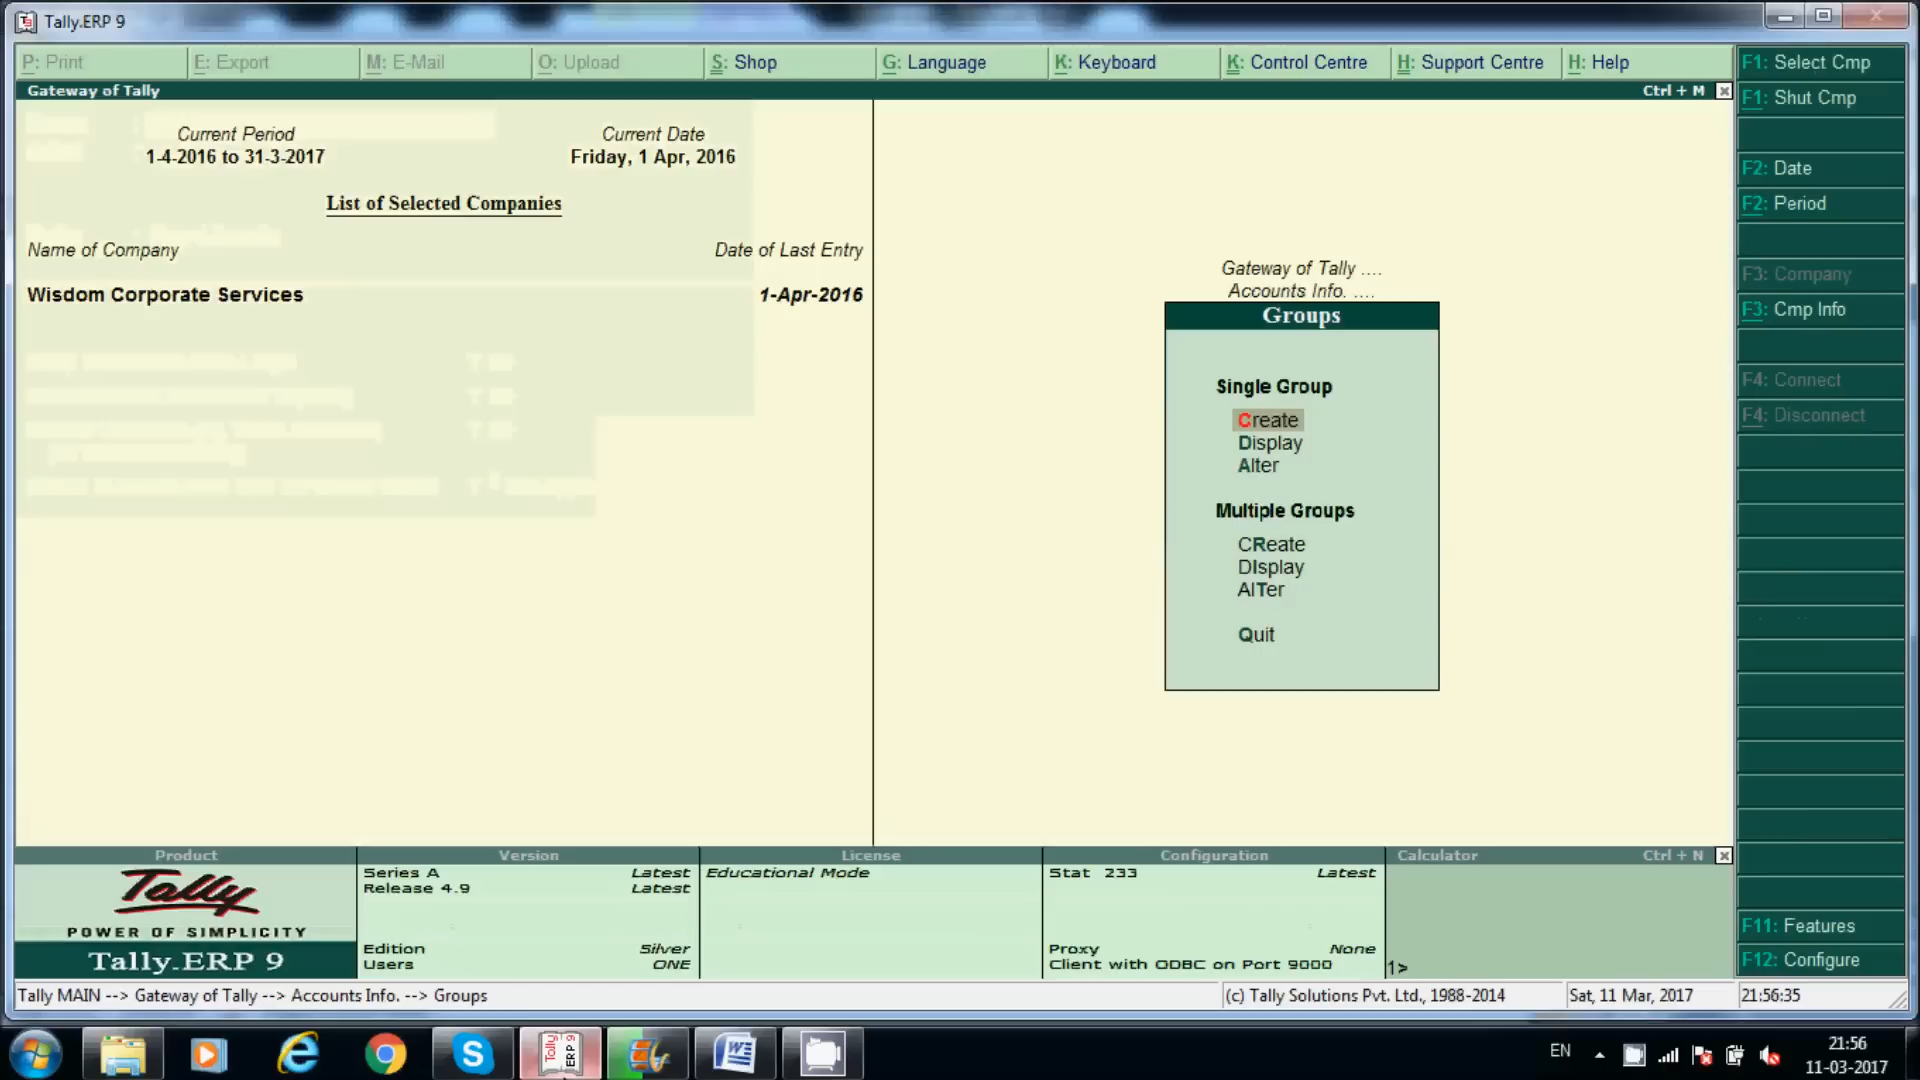 Tally.ERP 9
P: Print
E: Export
M: E-Mail
O: Upload
S: Shop
G: Language
K: Keyboard
K: Control Centre
H: Support Centre
H: Help
F1: Select Cmp
Gateway of Tally
Ctrl + M
F1: Shut Cmp
Current Period
1-4-2016 to 31-3-2017
Current Date
Friday, 1 Apr, 2016
List of Selected Companies
Name of Company
Date of Last Entry
Wisdom Corporate Services
1-Apr-2016
Gateway of Tally ....
Accounts Info. ....
Groups
Single Group
Create
Display
Alter
Multiple Groups
CReate
DIsplay
AlTer
Quit
F2: Date
F2: Period
F3: Company
F3: Cmp Info
F4: Connect
F4: Disconnect
F11: Features
F12: Configure
Product
Tally
POWER OF SIMPLICITY
Tally.ERP 9
Version
Series A Latest
Release 4.9 Latest
Edition Silver
Users ONE
License
Educational Mode
Configuration
Stat 233 Latest
Proxy None
Client with ODBC on Port 9000
Calculator
Ctrl + N
1>
Tally MAIN --> Gateway of Tally --> Accounts Info. --> Groups
(c) Tally Solutions Pvt. Ltd., 1988-2014
Sat, 11 Mar, 2017
21:56:35
Tally
ERP 9
EN
21:56
11-03-2017